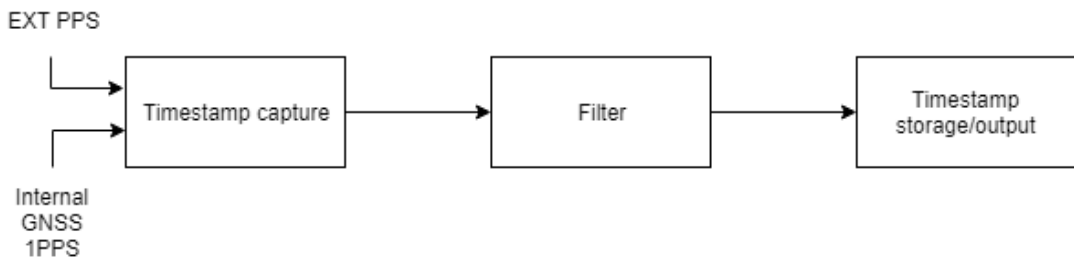 EXT PPS
Timestamp capture
Filter
Timestamp
storage/output
Internal
GNSS
1PPS